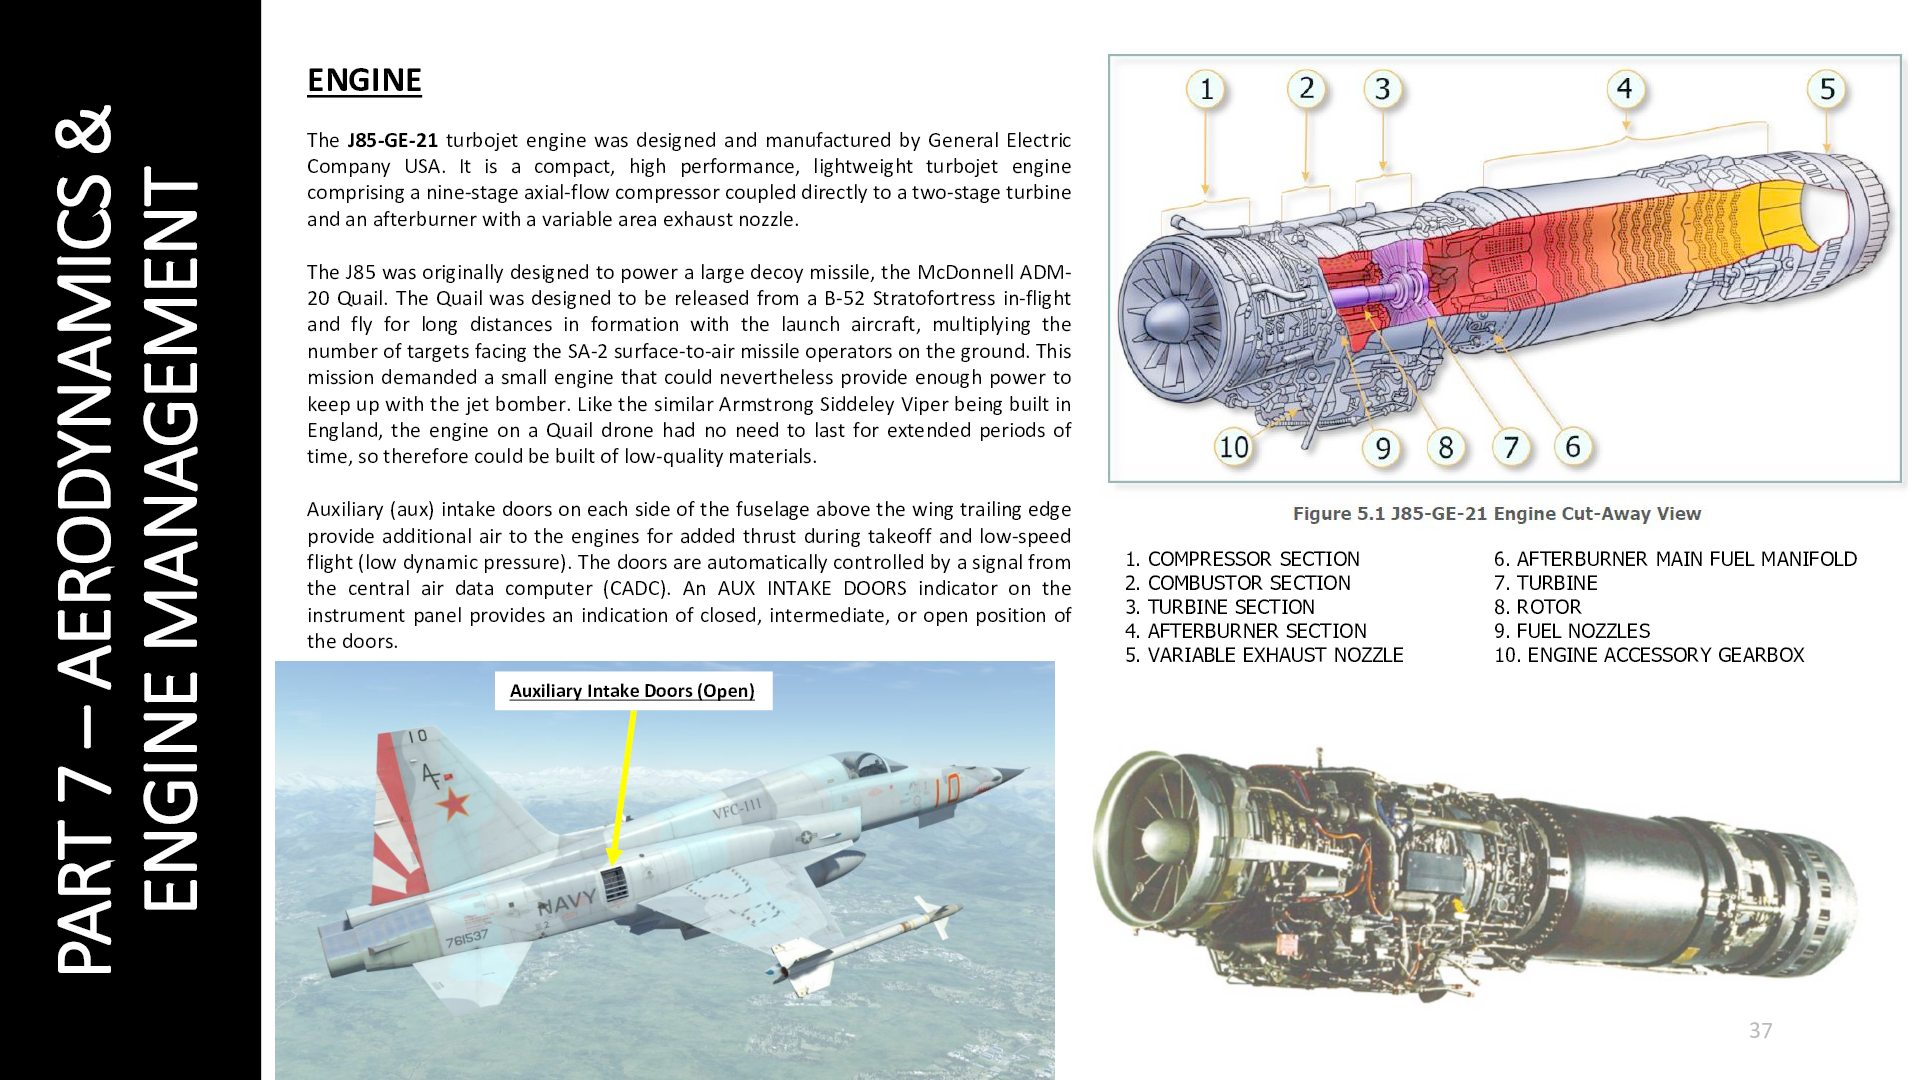 PART 7 – AERODYNAMICS &
ENGINE MANAGEMENT
ENGINE
The J85-GE-21 turbojet engine was designed and manufactured by General Electric
Company USA. It is a compact, high performance, lightweight turbojet engine
comprising a nine-stage axial-flow compressor coupled directly to a two-stage turbine
and an afterburner with a variable area exhaust nozzle.
The J85 was originally designed to power a large decoy missile, the McDonnell ADM-
20 Quail. The Quail was designed to be released from a B-52 Stratofortress in-flight
and fly for long distances in formation with the launch aircraft, multiplying the
number of targets facing the SA-2 surface-to-air missile operators on the ground. This
mission demanded a small engine that could nevertheless provide enough power to
keep up with the jet bomber. Like the similar Armstrong Siddeley Viper being built in
England, the engine on a Quail drone had no need to last for extended periods of
time, so therefore could be built of low-quality materials.
Auxiliary (aux) intake doors on each side of the fuselage above the wing trailing edge
provide additional air to the engines for added thrust during takeoff and low-speed
flight (low dynamic pressure). The doors are automatically controlled by a signal from
the central air data computer (CADC). An AUX INTAKE DOORS indicator on the
instrument panel provides an indication of closed, intermediate, or open position of
the doors.
Auxiliary Intake Doors (Open)
10
AF
VFC-111
10
NAVY
761537
1 2 3 4 5
10 9 8 7 6
Figure 5.1 J85-GE-21 Engine Cut-Away View
1. COMPRESSOR SECTION
2. COMBUSTOR SECTION
3. TURBINE SECTION
4. AFTERBURNER SECTION
5. VARIABLE EXHAUST NOZZLE
6. AFTERBURNER MAIN FUEL MANIFOLD
7. TURBINE
8. ROTOR
9. FUEL NOZZLES
10. ENGINE ACCESSORY GEARBOX
37